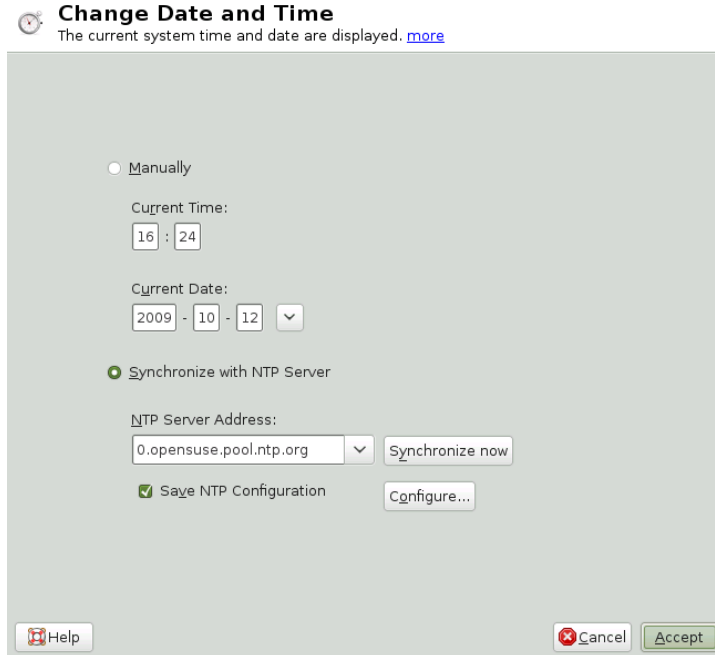 Change Date and Time
The current system time and date are displayed. more
Manually
Current Time:
16 : 24
Current Date:
2009 - 10 - 12
Synchronize with NTP Server
NTP Server Address:
0.opensuse.pool.ntp.org Synchronize now
Save NTP Configuration Configure...
Help Cancel Accept